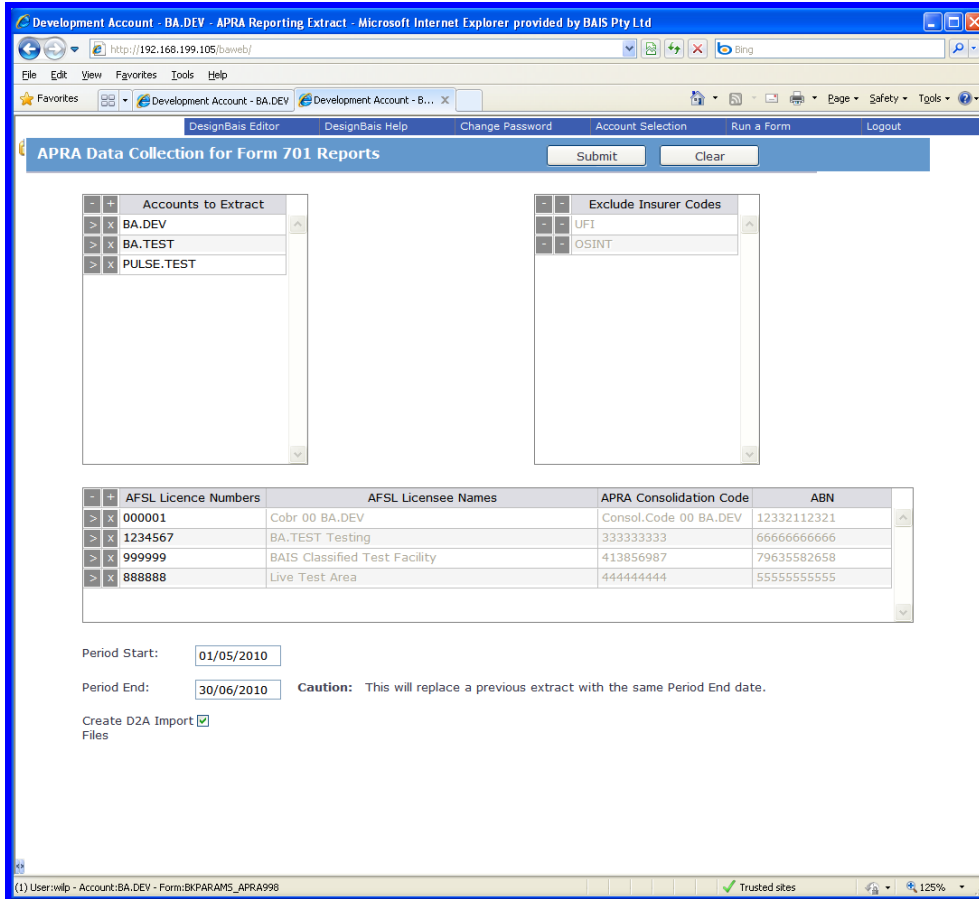 Development Account - BA.DEV - APRA Reporting Extract - Microsoft Internet Explorer provided by BAIS Pty Ltd
http://192.168.199.105/baweb/
Bing
File Edit View Favorites Tools Help
Favorites Development Account - BA.DEV Development Account - B... Page Safety Tools
DesignBais Editor DesignBais Help Change Password Account Selection Run a Form Logout
APRA Data Collection for Form 701 Reports Submit Clear
- + Accounts to Extract - - Exclude Insurer Codes
> x BA.DEV - - UFI
> x BA.TEST - - OSINT
> x PULSE.TEST
- + AFSL Licence Numbers AFSL Licensee Names APRA Consolidation Code ABN
> x 000001 Cobr 00 BA.DEV Consol.Code 00 BA.DEV 12332112321
> x 1234567 BA.TEST Testing 333333333 66666666666
> x 999999 BAIS Classified Test Facility 413856987 79635582658
> x 888888 Live Test Area 444444444 55555555555
Period Start: 01/05/2010
Period End: 30/06/2010 Caution: This will replace a previous extract with the same Period End date.
Create D2A Import
Files
(1) User:wilp - Account:BA.DEV - Form:BKPARAM5_APRA998 Trusted sites 125%